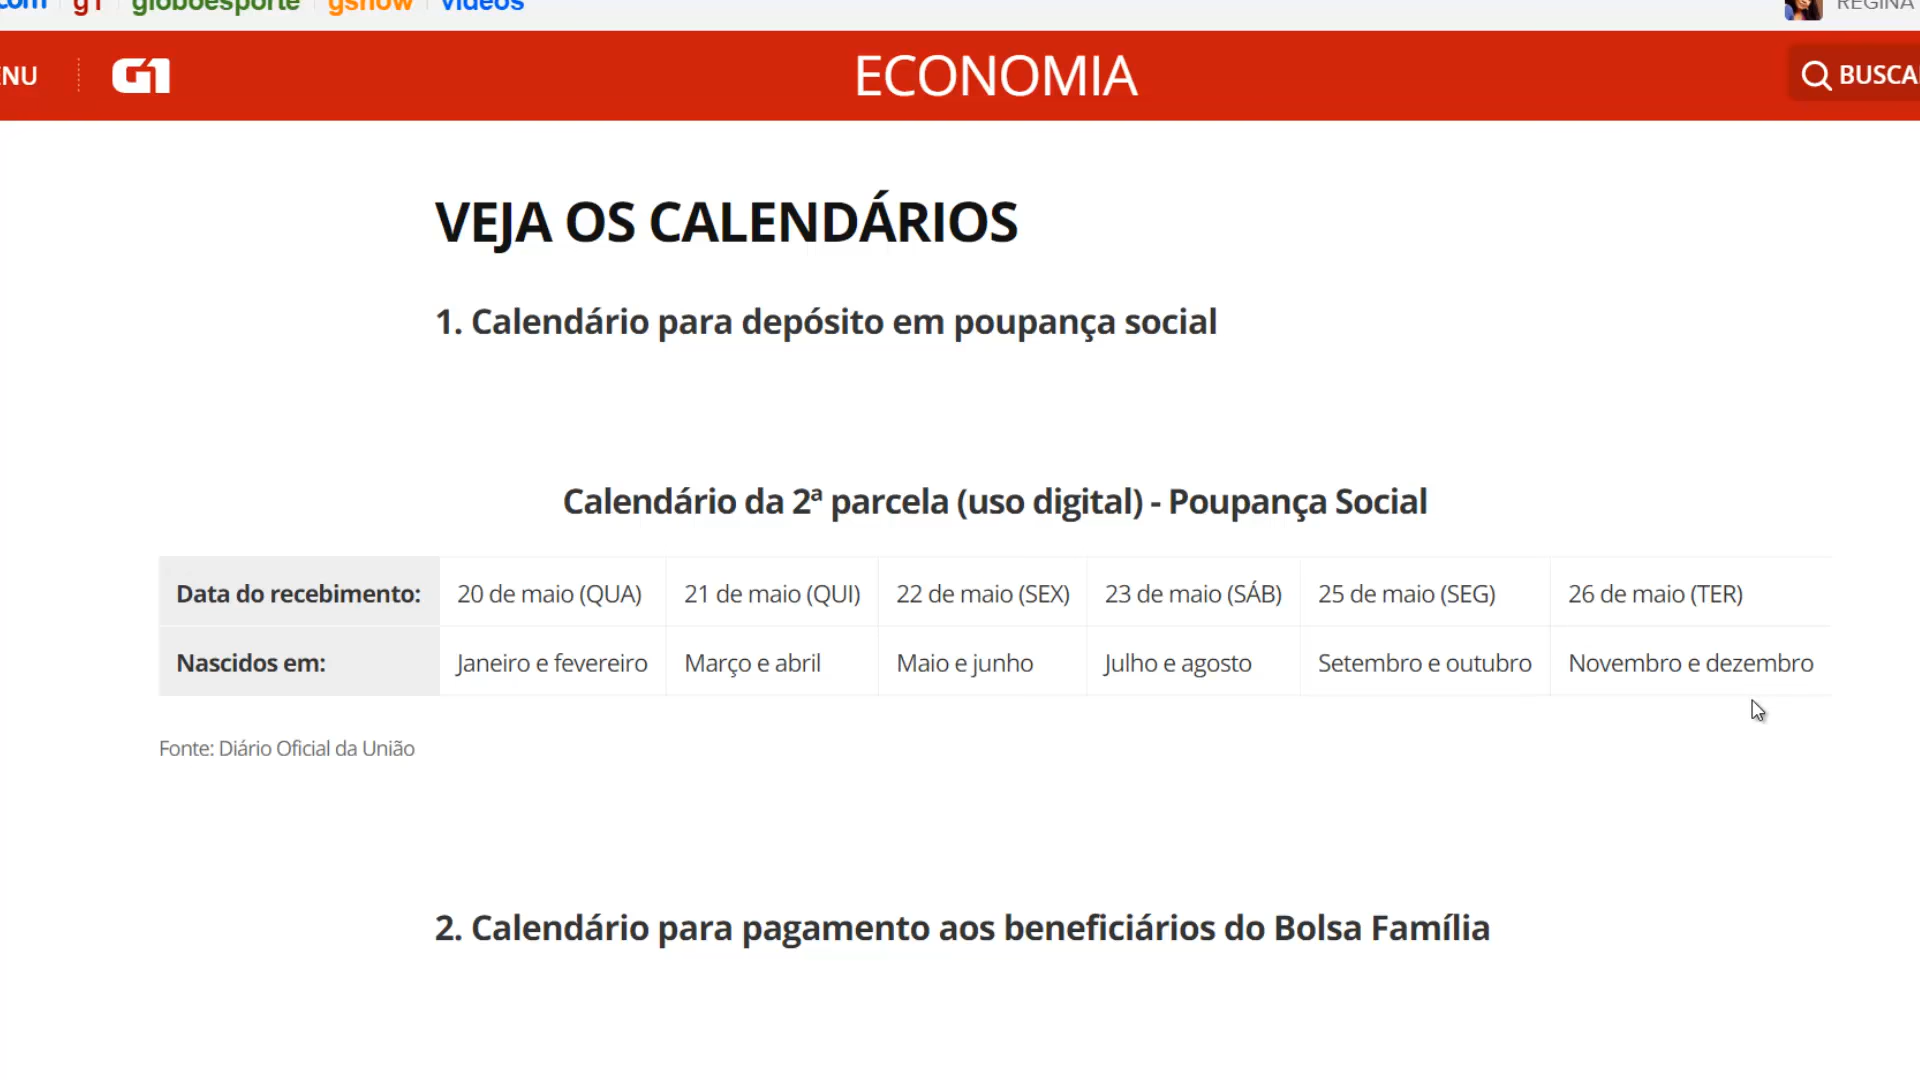 com g1 globoesporte gshow vídeos REGINA
ENU G1 ECONOMIA BUSCA
VEJA OS CALENDÁRIOS
1. Calendário para depósito em poupança social
Calendário da 2ª parcela (uso digital) - Poupança Social
Data do recebimento: 20 de maio (QUA) 21 de maio (QUI) 22 de maio (SEX) 23 de maio (SÁB) 25 de maio (SEG) 26 de maio (TER)
Nascidos em: Janeiro e fevereiro Março e abril Maio e junho Julho e agosto Setembro e outubro Novembro e dezembro
Fonte: Diário Oficial da União
2. Calendário para pagamento aos beneficiários do Bolsa Família